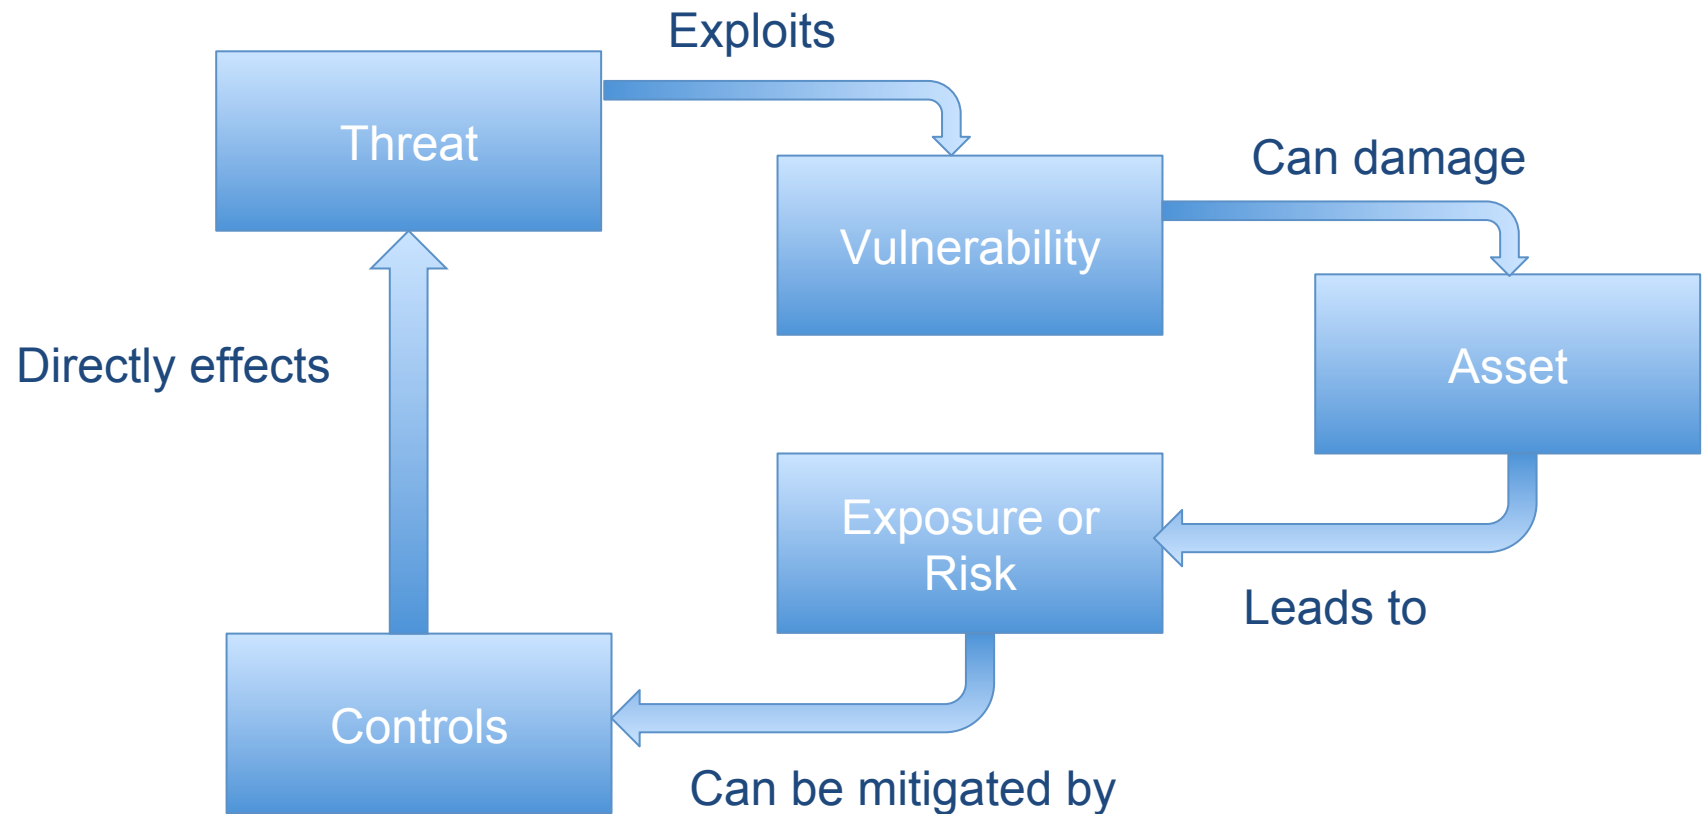 Exploits
Threat
Can damage
Vulnerability
Directly effects
Asset
Exposure or
Risk
Leads to
Controls
Can be mitigated by